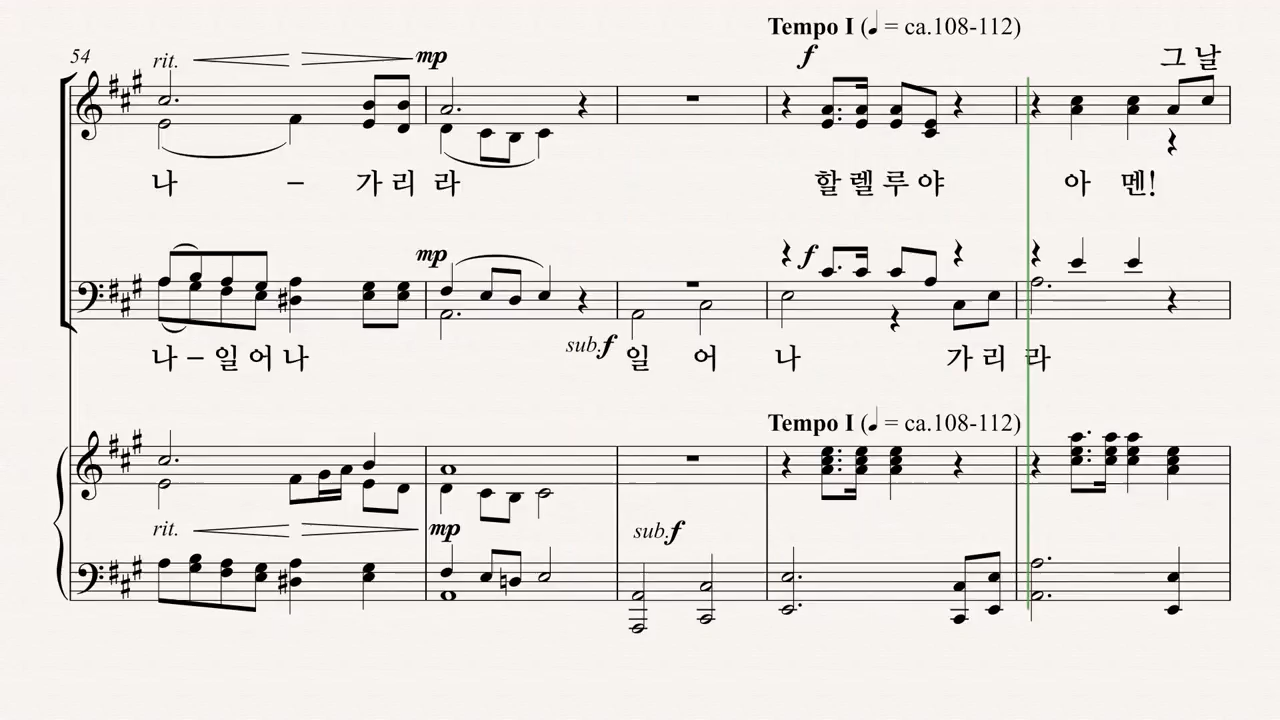 Tempo I (♩ = ca.108-112)
54 rit. mp f 그 날
나 – 가 리 라 할 렐 루 야 아 멘!
mp f
sub.f
나 – 일 어 나 일 어 나 가 리 라
Tempo I (♩ = ca.108-112)
rit. mp sub.f